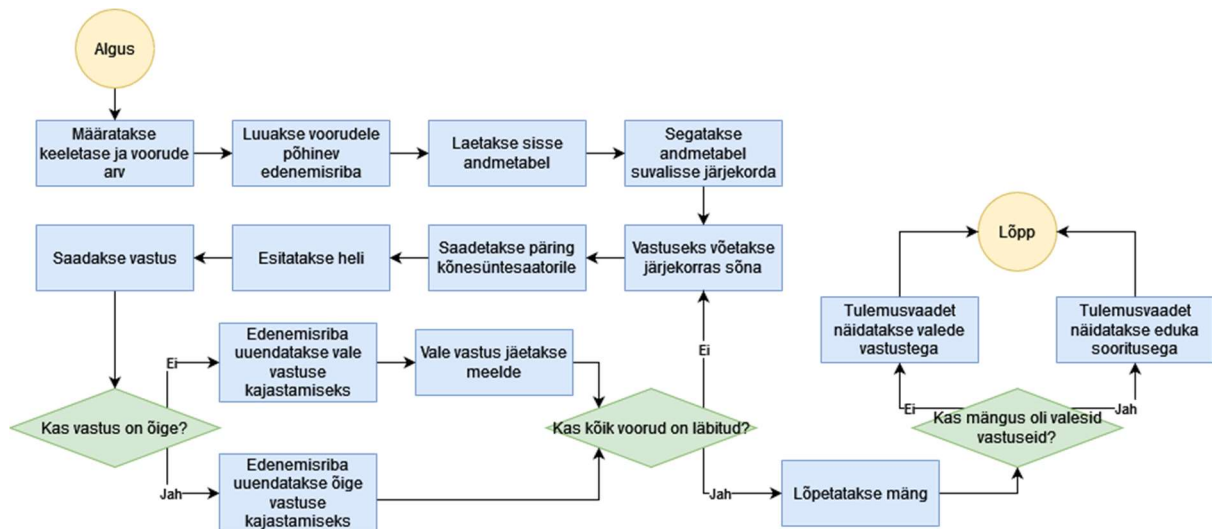 Algus
Määratakse
keeletase ja voorude
arv
Luuakse voorudele
põhinev
edenemisriba
Laetakse sisse
andmetabel
Segatakse
andmetabel
suvalisse järjekorda
Vastuseks võetakse
järjekorras sõna
Saadetakse päring
kõnesüntesaatorile
Esitatakse heli
Saadakse vastus
Kas vastus on õige?
Ei
Edenemisriba
uuendatakse vale
vastuse
kajastamiseks
Vale vastus jäetakse
meelde
Jah
Edenemisriba
uuendatakse õige
vastuse
kajastamiseks
Kas kõik voorud on läbitud?
Ei
Jah
Lõpetatakse mäng
Kas mängus oli valesid
vastuseid?
Ei
Tulemusvaadet
näidatakse valede
vastustega
Jah
Tulemusvaadet
näidatakse eduka
sooritusega
Lõpp